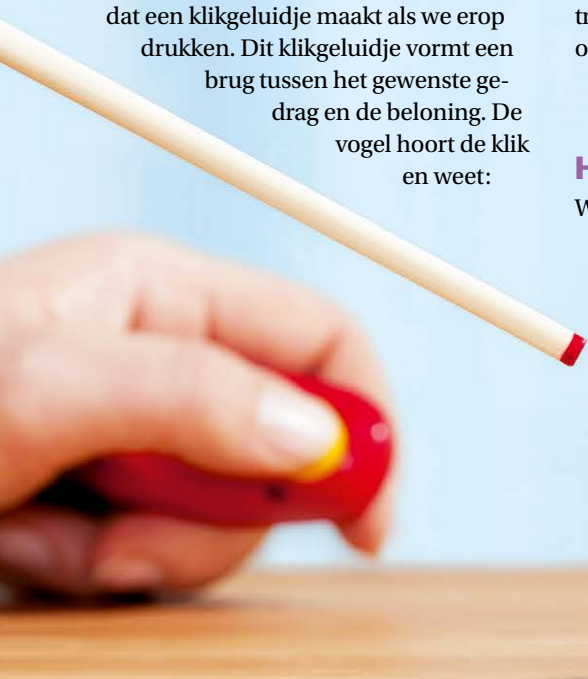 dat een klikgeluidje maakt als we erop
drukken. Dit klikgeluidje vormt een
brug tussen het gewenste ge-
drag en de beloning. De
vogel hoort de klik
en weet: